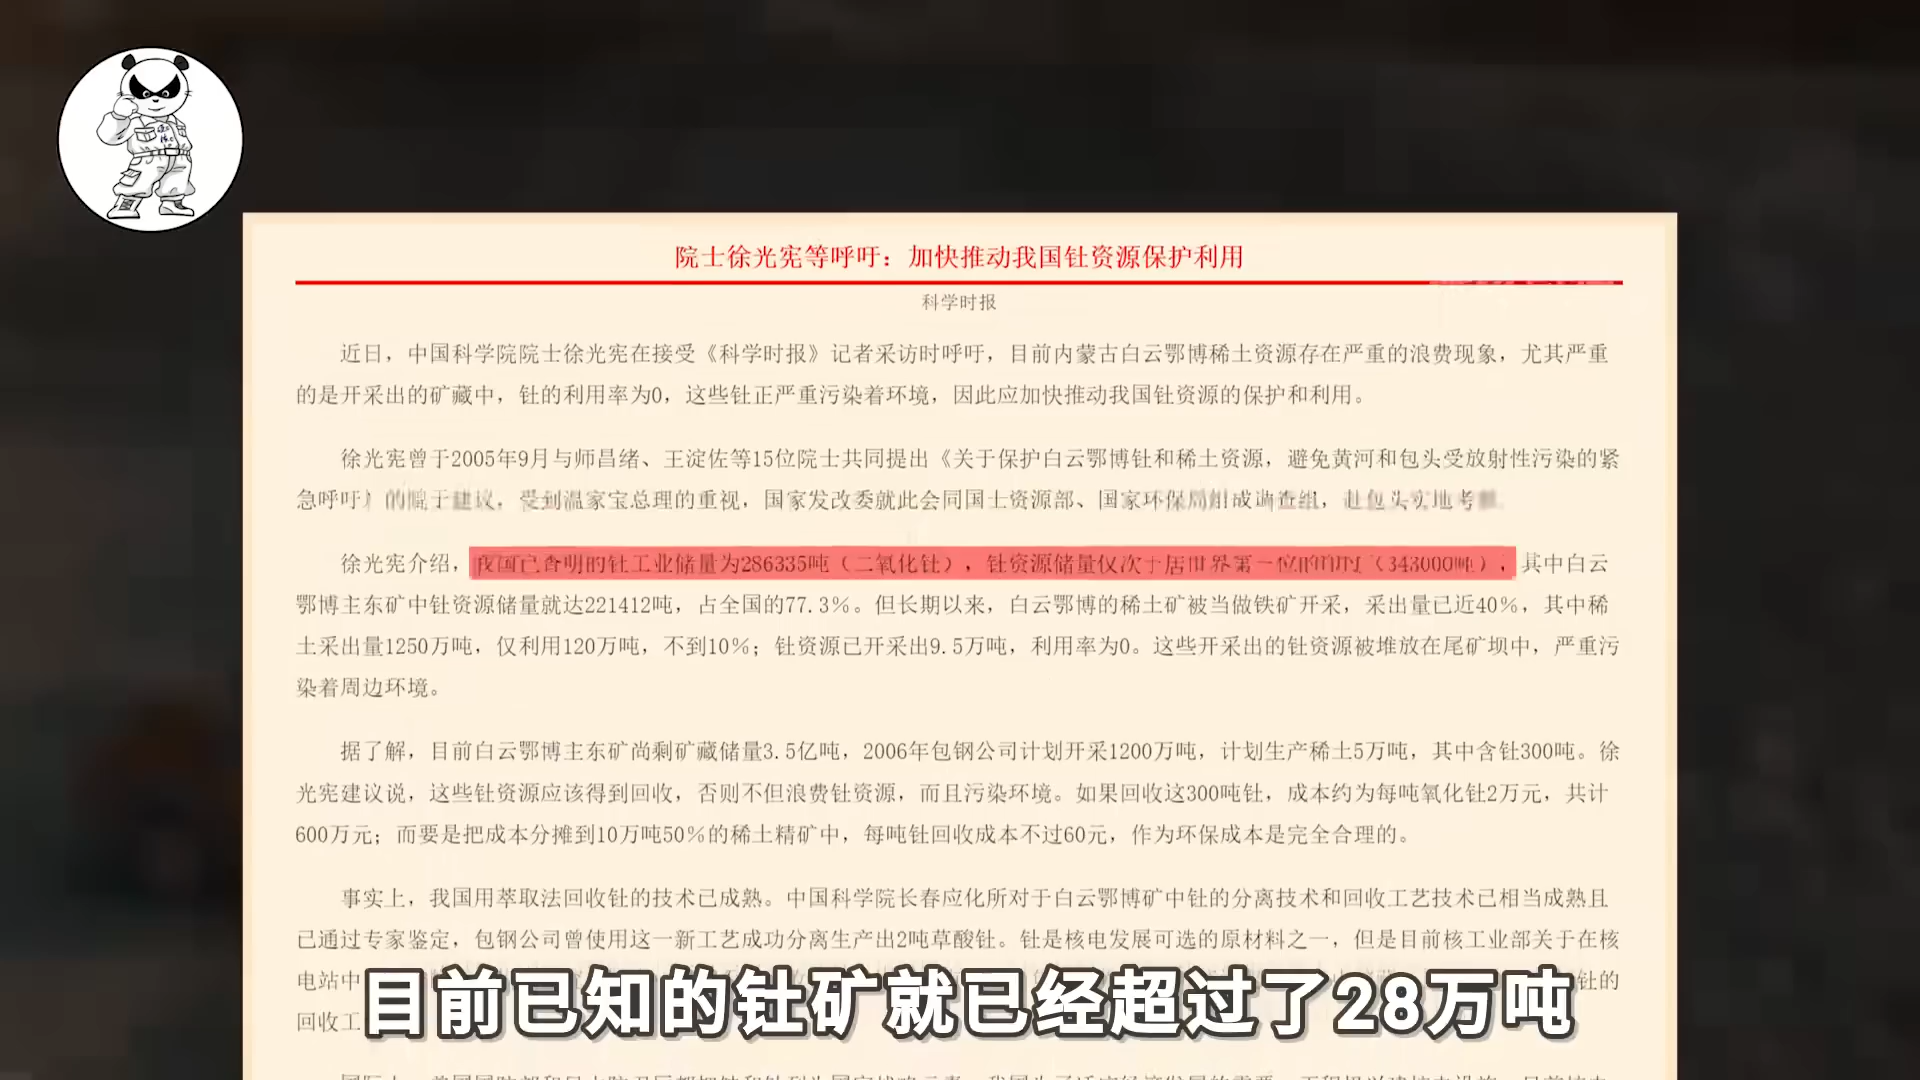 院士徐光宪等呼吁：加快推动我国钍资源保护利用
科学时报
近日，中国科学院院士徐光宪在接受《科学时报》记者采访时呼吁，目前内蒙古白云鄂博稀土资源存在严重的浪费现象，尤其严重
的是开采出的矿藏中，钍的利用率为0，这些钍正严重污染着环境，因此应加快推动我国钍资源的保护和利用。
徐光宪曾于2005年9月与师昌绪、王淀佐等15位院士共同提出《关于保护白云鄂博钍和稀土资源，避免黄河和包头受放射性污染的紧
急呼吁》的 建议，受到温家宝总理的重视，国家发改委就此会同国土资源部、国家环保局组成调查组，赴包头实地考察
徐光宪介绍，我国已查明的钍工业储量为286335吨（二氧化钍），钍资源储量仅次于居世界第一位的印度（343000吨），其中白云
鄂博主东矿中钍资源储量就达221412吨，占全国的77.3%。但长期以来，白云鄂博的稀土矿被当做铁矿开采，采出量已近40%，其中稀
土采出量1250万吨，仅利用120万吨，不到10%；钍资源已开采出9.5万吨，利用率为0。这些开采出的钍资源被堆放在尾矿坝中，严重污
染着周边环境。
据了解，目前白云鄂博主东矿尚剩矿藏储量3.5亿吨，2006年包钢公司计划开采1200万吨，计划生产稀土5万吨，其中含钍300吨。徐
光宪建议说，这些钍资源应该得到回收，否则不但浪费钍资源，而且污染环境。如果回收这300吨钍，成本约为每吨氧化钍2万元，共计
600万元；而要是把成本分摊到10万吨50%的稀土精矿中，每吨钍回收成本不过60元，作为环保成本是完全合理的。
事实上，我国用萃取法回收钍的技术已成熟。中国科学院长春应化所对于白云鄂博矿中钍的分离技术和回收工艺技术已相当成熟且
已通过专家鉴定，包钢公司曾使用这一新工艺成功分离生产出2吨草酸钍。钍是核电发展可选的原材料之一，但是目前核工业部关于在核
电站中 钍的
回收工
目前已知的钍矿就已经超过了28万吨